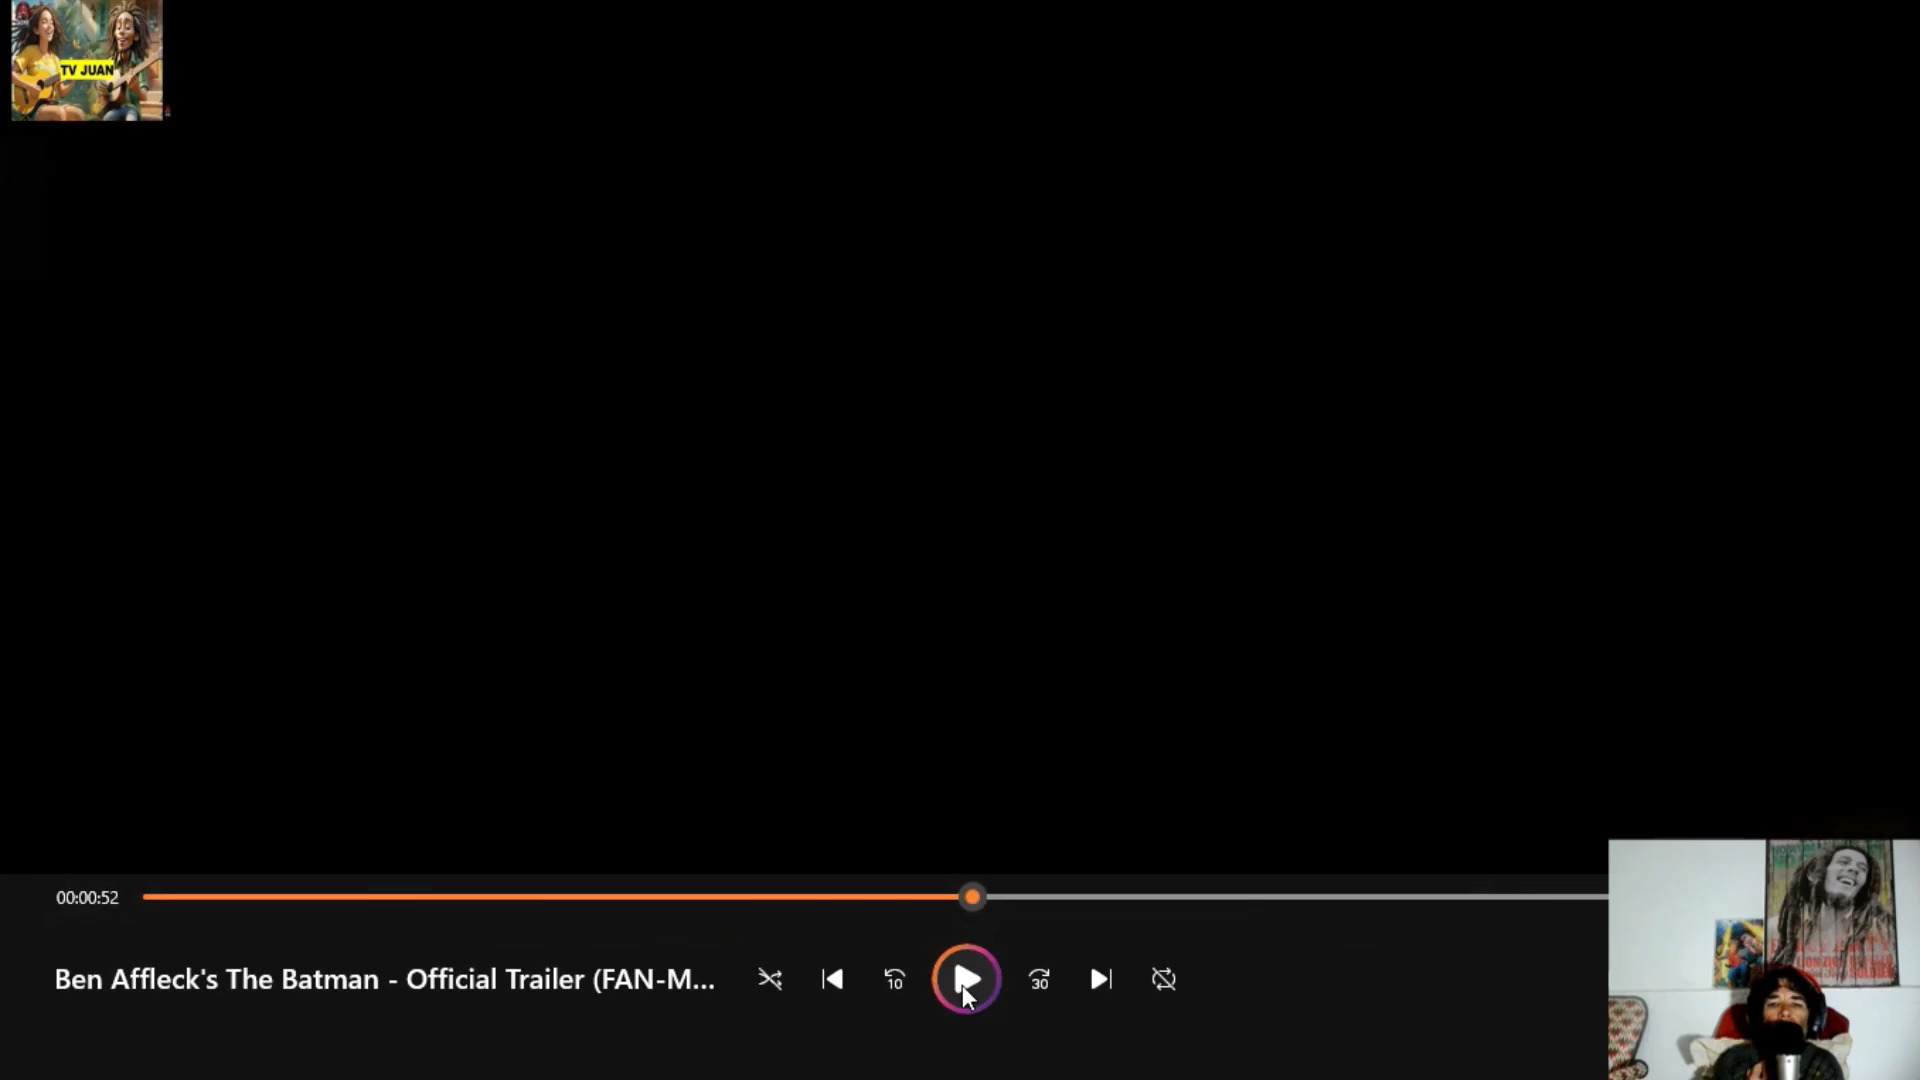 TV JUAN
00:00:52
Ben Affleck's The Batman - Official Trailer (FAN-M...
10
30